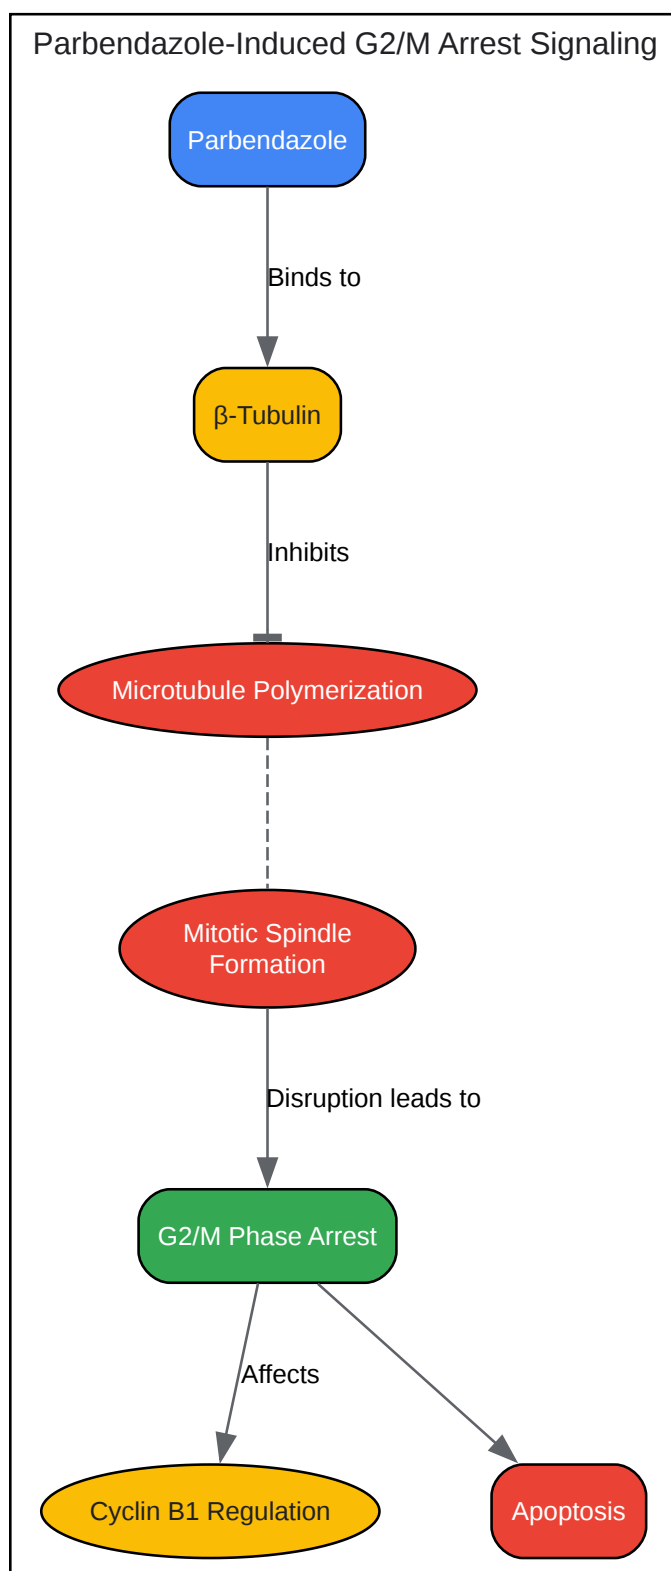 Parbendazole-Induced G2/M Arrest Signaling
Parbendazole
Binds to
β-Tubulin
Inhibits
Microtubule Polymerization
Mitotic Spindle
Formation
Disruption leads to
G2/M Phase Arrest
Affects
Cyclin B1 Regulation
Apoptosis